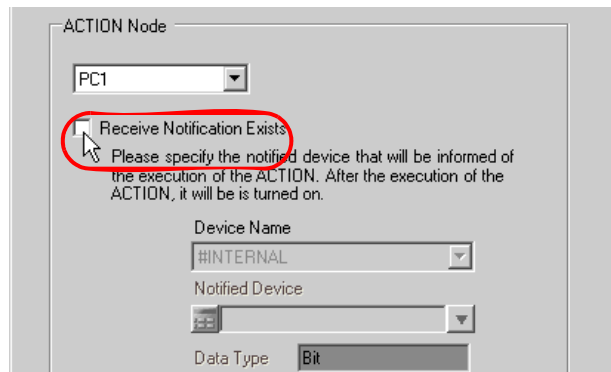 ACTION Node
PC1
Receive Notification Exists
Please specify the notified device that will be informed of
the execution of the ACTION. After the execution of the
ACTION, it will be is turned on.
Device Name
#INTERNAL
Notified Device
Data Type Bit